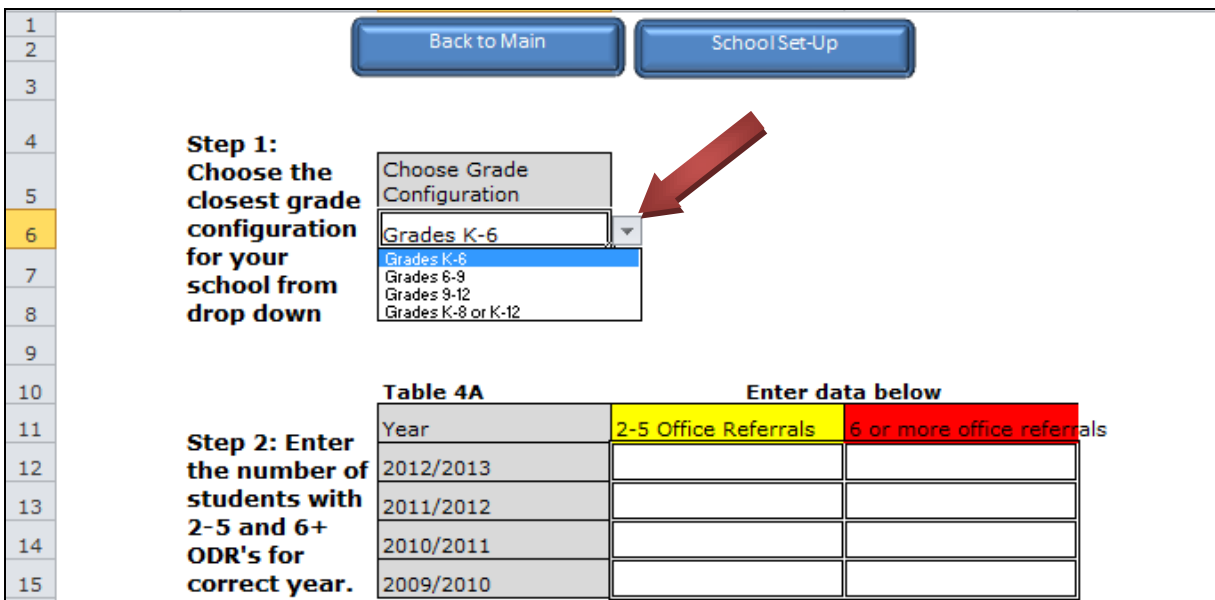 1
Back to Main
School Set-Up
2
3
4
Step 1:
Choose the
closest grade
configuration
for your
school from
drop down
Choose Grade
Configuration
5
6
Grades K-6
Grades K-6
Grades 6-9
Grades 9-12
Grades K-8 or K-12
7
8
9
10
Table 4A
Enter data below
11
Year
2-5 Office Referrals
6 or more office referrals
Step 2: Enter
the number of
students with
2-5 and 6+
ODR's for
correct year.
12
2012/2013
13
2011/2012
14
2010/2011
15
2009/2010